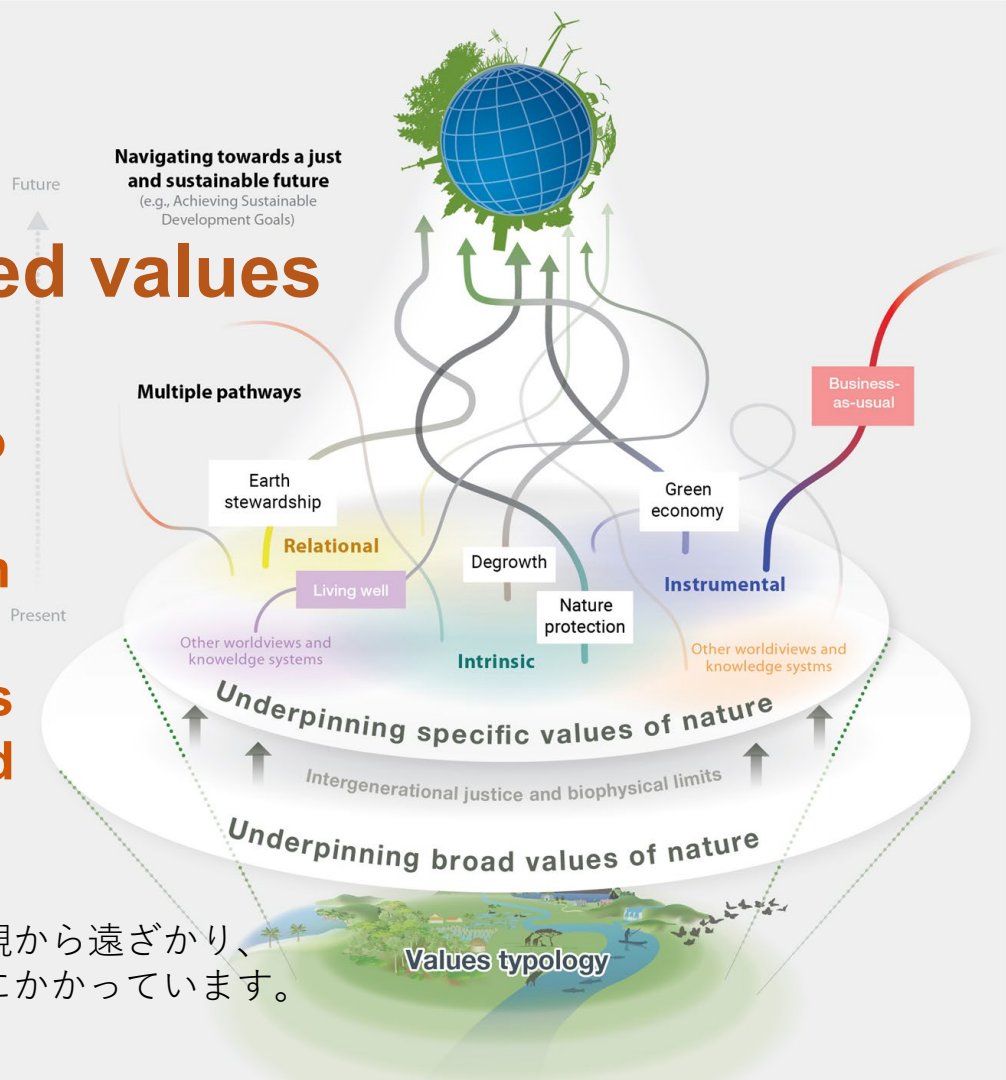 Navigating towards a just
and sustainable future
(e.g., Achieving Sustainable
Development Goals)
Future
ed values
Multiple pathways
Business-
as-usual
Earth
stewardship
Green
economy
Relational
Degrowth
Instrumental
Living well
n
Present
Nature
protection
Other worldviews and
knoweldge systems
Intrinsic
Other worldiviews and
knowledge systms
s
d
Underpinning specific values of nature
Intergenerational justice and biophysical limits
Underpinning broad values of nature
Values typology
観から遠ざかり、
にかかっています。